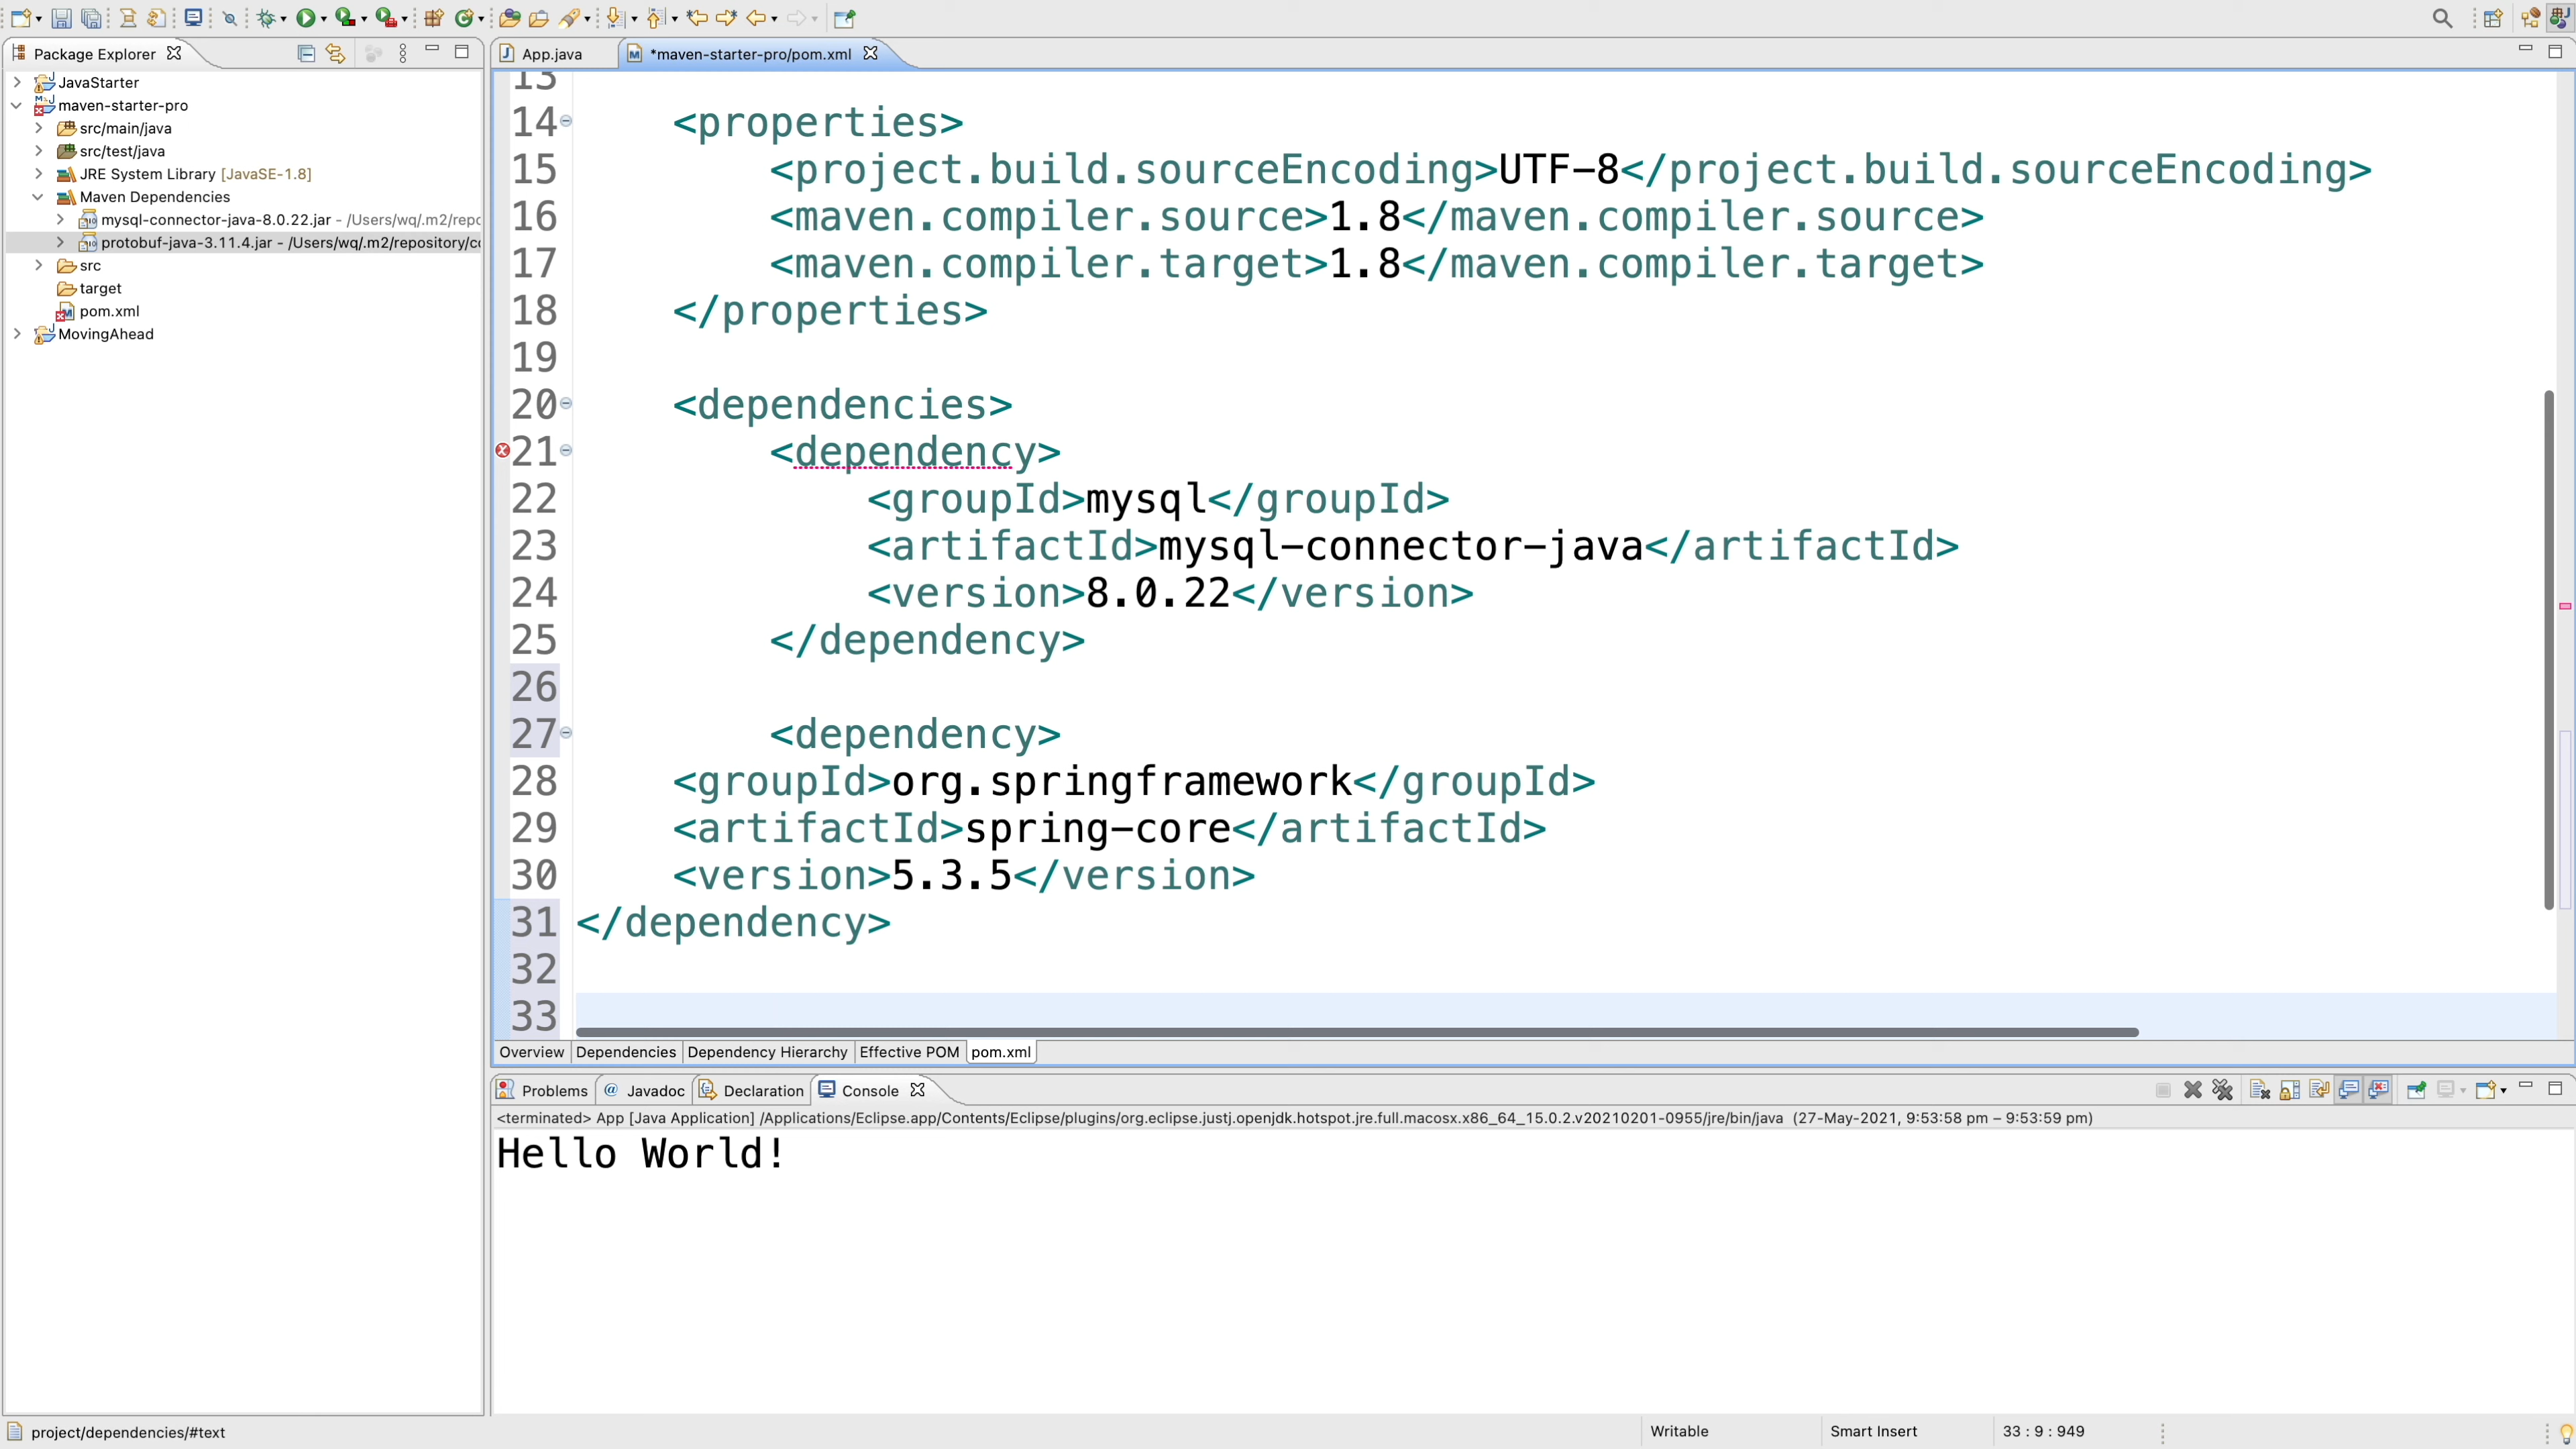 Package Explorer
JavaStarter
maven-starter-pro
src/main/java
src/test/java
JRE System Library [JavaSE-1.8]
Maven Dependencies
mysql-connector-java-8.0.22.jar - /Users/wq/.m2/repo
protobuf-java-3.11.4.jar - /Users/wq/.m2/repository/co
src
target
pom.xml
MovingAhead
App.java
*maven-starter-pro/pom.xml
13
14 <properties>
15 <project.build.sourceEncoding>UTF-8</project.build.sourceEncoding>
16 <maven.compiler.source>1.8</maven.compiler.source>
17 <maven.compiler.target>1.8</maven.compiler.target>
18 </properties>
19
20 <dependencies>
21 <dependency>
22 <groupId>mysql</groupId>
23 <artifactId>mysql-connector-java</artifactId>
24 <version>8.0.22</version>
25 </dependency>
26
27 <dependency>
28 <groupId>org.springframework</groupId>
29 <artifactId>spring-core</artifactId>
30 <version>5.3.5</version>
31 </dependency>
32
33
Overview Dependencies Dependency Hierarchy Effective POM pom.xml
Problems @ Javadoc Declaration Console
<terminated> App [Java Application] /Applications/Eclipse.app/Contents/Eclipse/plugins/org.eclipse.justj.openjdk.hotspot.jre.full.macosx.x86_64_15.0.2.v20210201-0955/jre/bin/java (27-May-2021, 9:53:58 pm – 9:53:59 pm)
Hello World!
project/dependencies/#text
Writable
Smart Insert
33 : 9 : 949